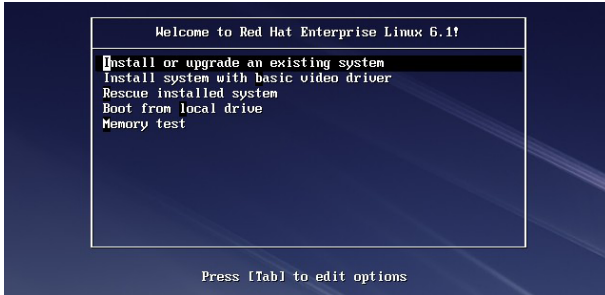 Welcome to Red Hat Enterprise Linux 6.1!
Install or upgrade an existing system
Install system with basic video driver
Rescue installed system
Boot from local drive
Memory test
Press [Tab] to edit options